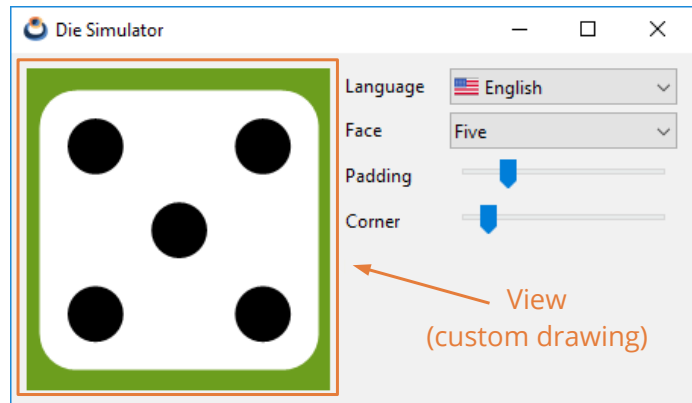 Die Simulator
Language
English
Face
Five
Padding
Corner
View
(custom drawing)